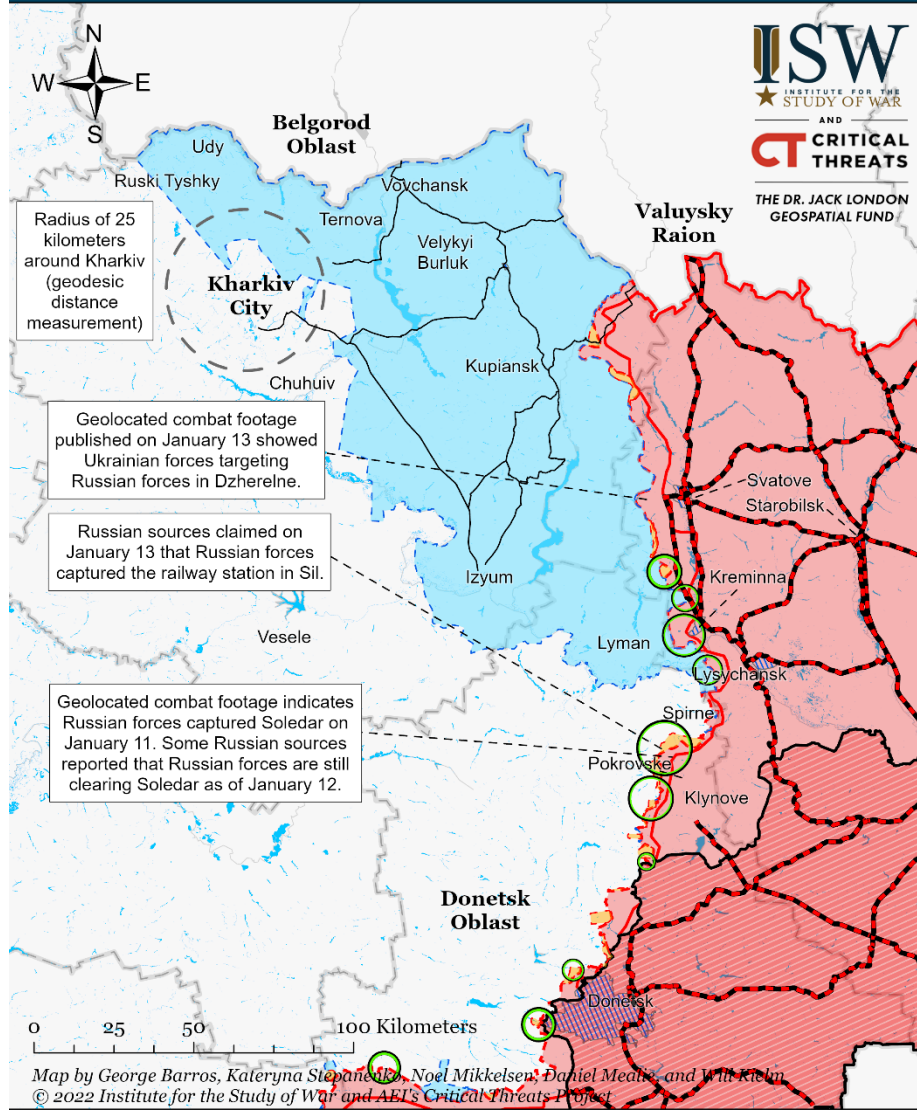 N
W E
S
ISW
INSTITUTE FOR THE
STUDY OF WAR
AND
CT CRITICAL
THREATS
THE DR. JACK LONDON
GEOSPATIAL FUND
Belgorod
Oblast
Udy
Ruski Tyshky
Vovchansk
Ternova
Velykyi
Burluk
Valuysky
Raion
Radius of 25
kilometers
around Kharkiv
(geodesic
distance
measurement)
Kharkiv
City
Kupiansk
Chuhuiv
Geolocated combat footage
published on January 13 showed
Ukrainian forces targeting
Russian forces in Dzherelne.
Svatove
Starobilsk
Russian sources claimed on
January 13 that Russian forces
captured the railway station in Sil.
Izyum
Kreminna
Vesele
Lyman
Lysychansk
Geolocated combat footage indicates
Russian forces captured Soledar on
January 11. Some Russian sources
reported that Russian forces are still
clearing Soledar as of January 12.
Spirne
Pokrovske
Klynove
Donetsk
Oblast
Donetsk
0 25 50 100 Kilometers
Map by George Barros, Kateryna Stepanenko, Noel Mikkelsen, Daniel Mealie, and Will Kielm
© 2022 Institute for the Study of War and AEI's Critical Threats Project